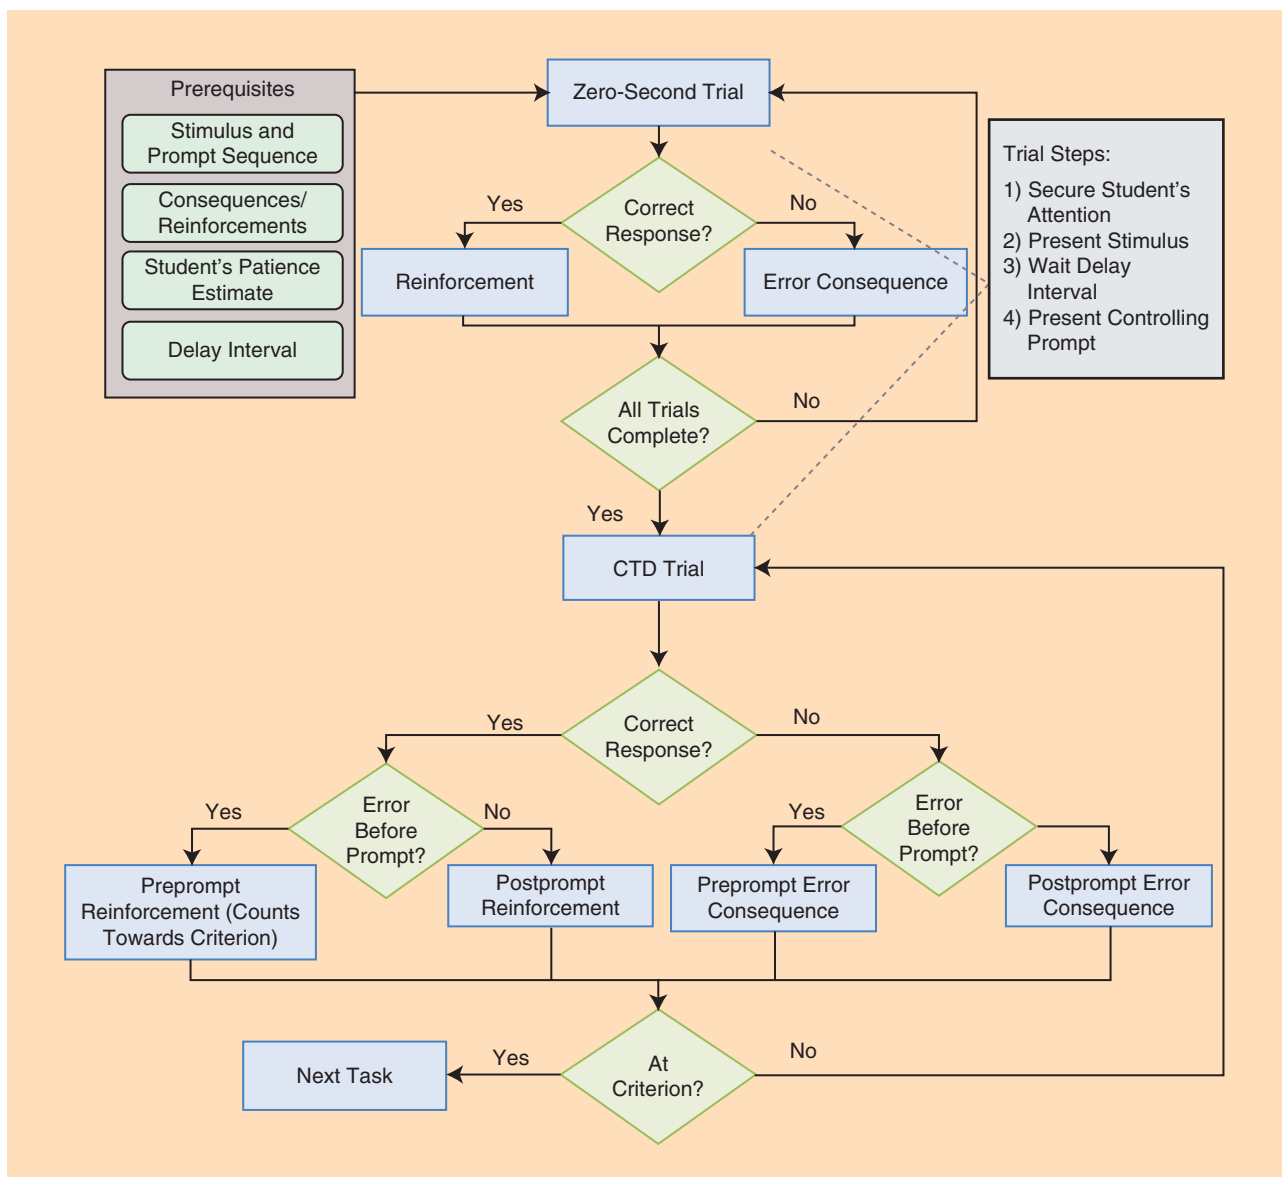 Prerequisites
Stimulus and
Prompt Sequence
Consequences/
Reinforcements
Student's Patience
Estimate
Delay Interval
Zero-Second Trial
Correct
Response?
Yes
No
Reinforcement
Error Consequence
Trial Steps:
1) Secure Student's
Attention
2) Present Stimulus
3) Wait Delay
Interval
4) Present Controlling
Prompt
All Trials
Complete?
No
Yes
CTD Trial
Correct
Response?
Yes
No
Error
Before
Prompt?
Yes
No
Error
Before
Prompt?
Yes
Preprompt
Reinforcement (Counts
Towards Criterion)
Postprompt
Reinforcement
Preprompt Error
Consequence
Postprompt Error
Consequence
At
Criterion?
Yes
No
Next Task